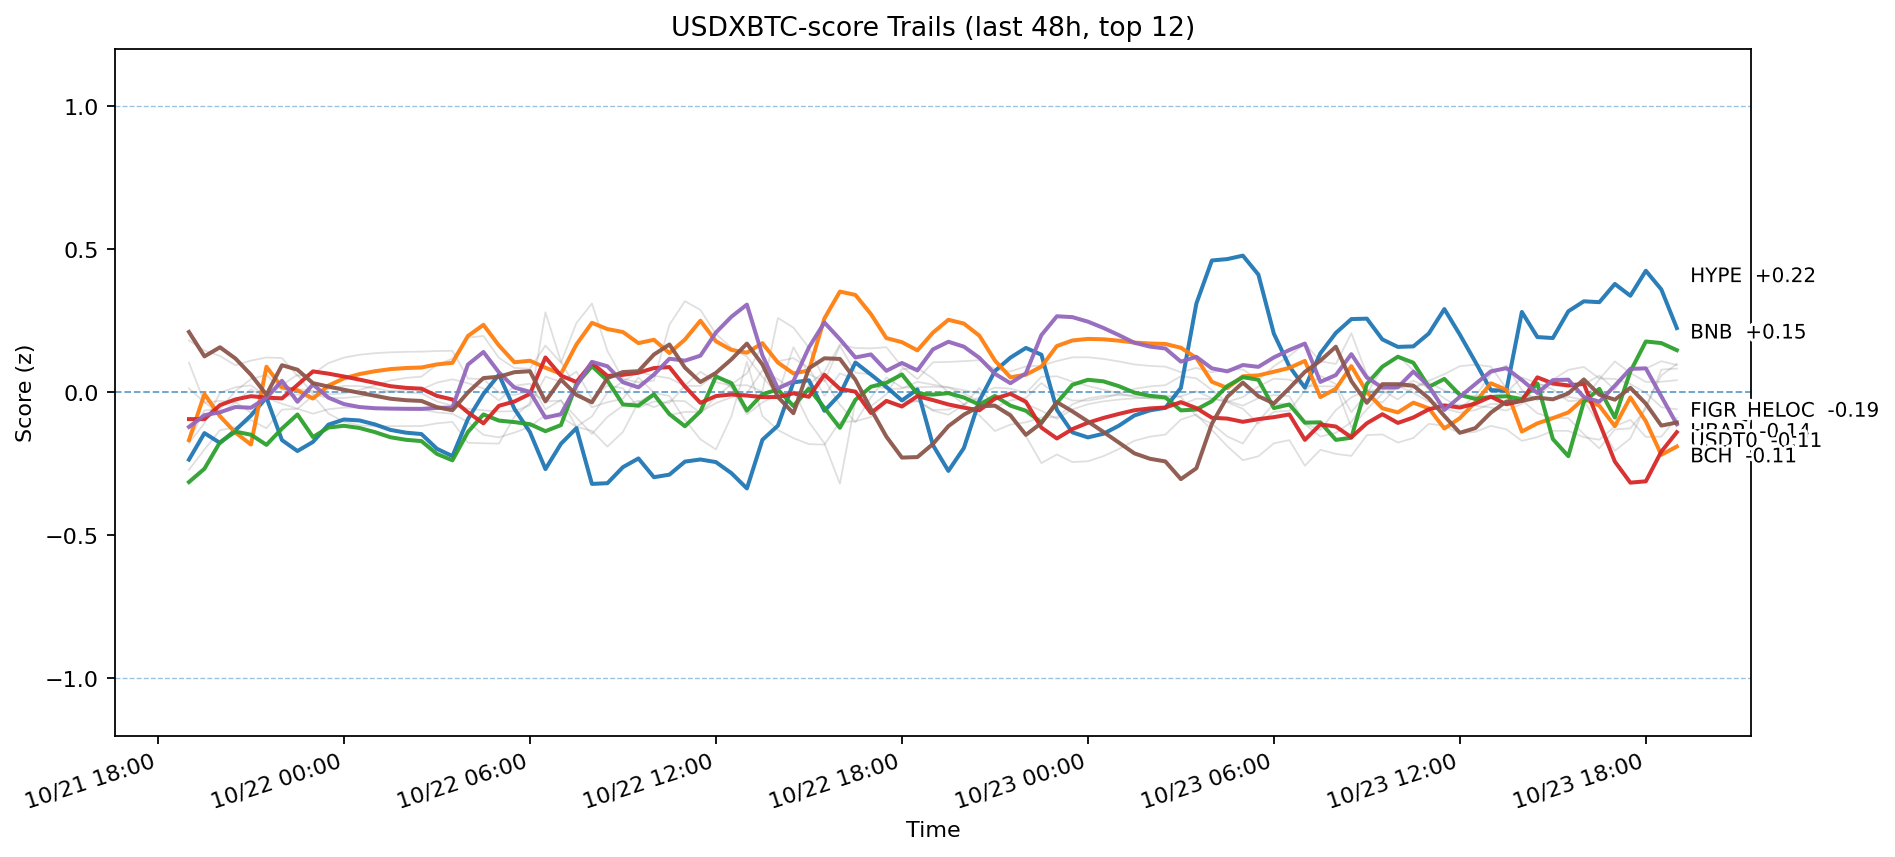 USDXBTC-score Trails (last 48h, top 12)
Score (z)
1.0
0.5
0.0
−0.5
−1.0
HYPE +0.22
BNB +0.15
FIGR_HELOC -0.19
-0.14
USDT0 -0.11
BCH -0.11
10/21 18:00
10/22 00:00
10/22 06:00
10/22 12:00
10/22 18:00
10/23 00:00
10/23 06:00
10/23 12:00
10/23 18:00
Time